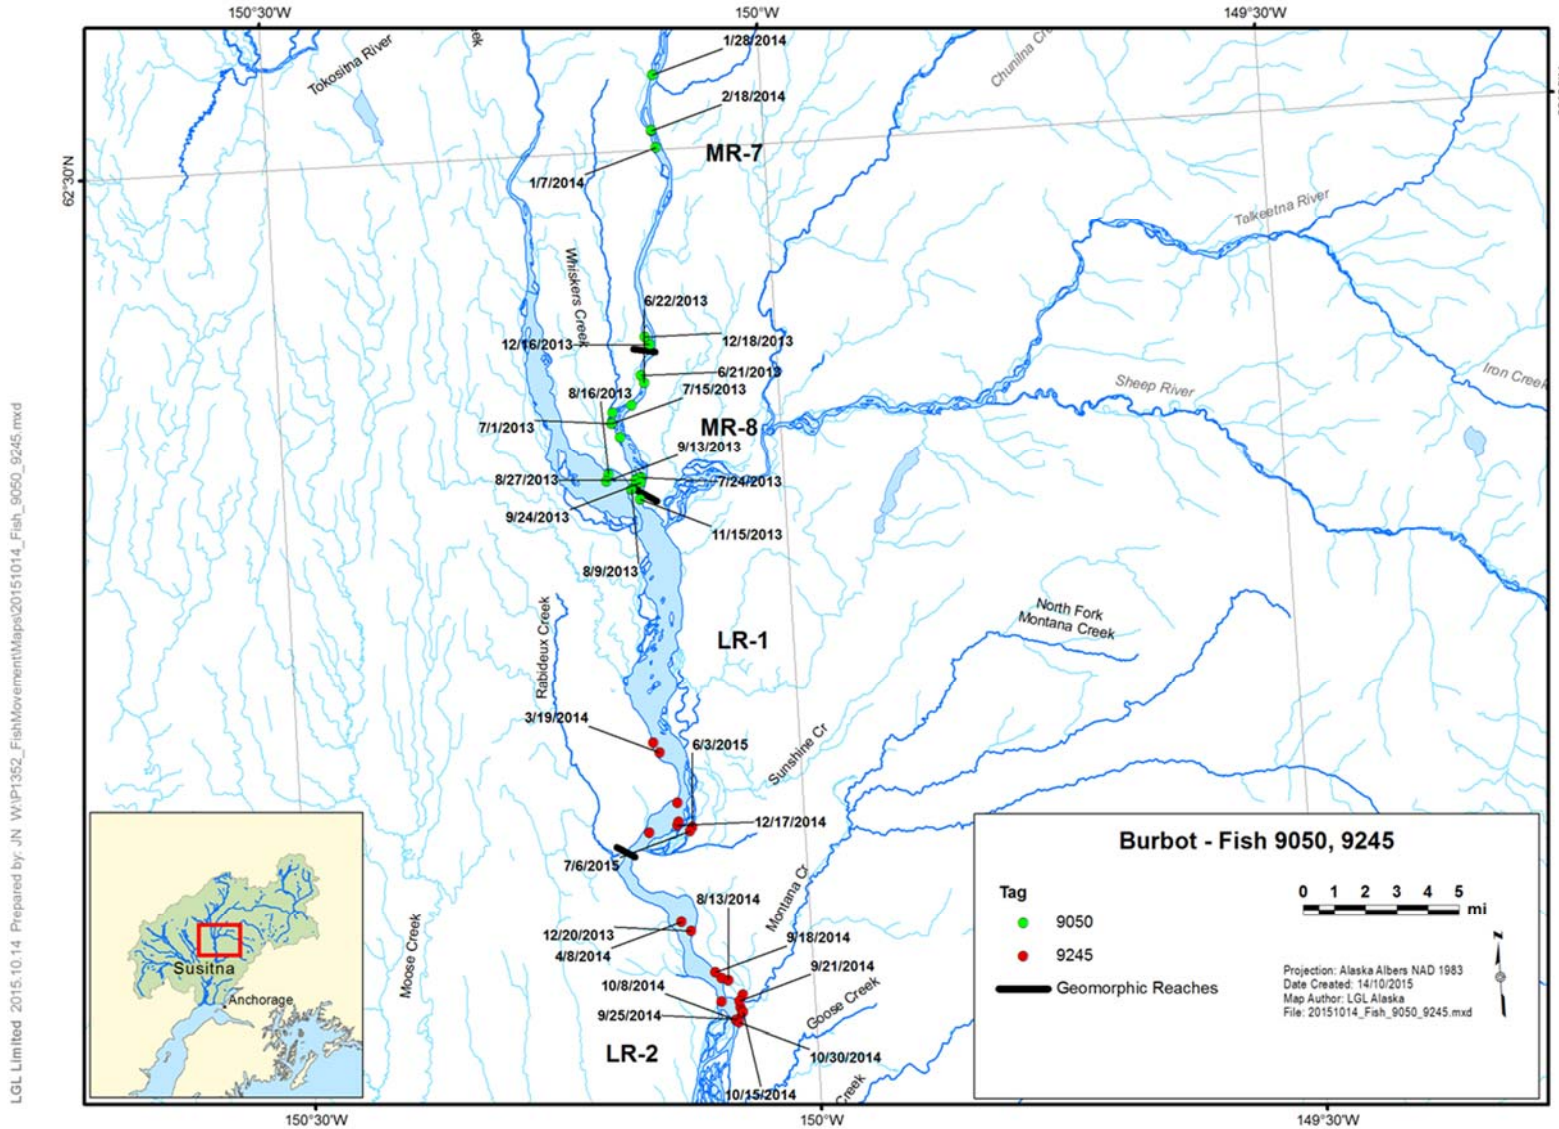 150°30'W
150°W
149°30'W
Tokositna River
eek
1/28/2014
Chunilna Cre
2/18/2014
MR-7
62°30'N
1/7/2014
Talkeetna River
Whiskers Creek
6/22/2013
12/16/2013
12/18/2013
6/21/2013
Iron Creek
Sheep River
8/16/2013
7/15/2013
7/1/2013
MR-8
9/13/2013
8/27/2013
7/24/2013
9/24/2013
11/15/2013
8/9/2013
Rabideux Creek
North Fork
Montana Creek
LR-1
3/19/2014
6/3/2015
Sunshine Cr
12/17/2014
7/6/2015
8/13/2014
Montana Cr
12/20/2013
4/8/2014
9/18/2014
9/21/2014
Moose Creek
10/8/2014
Goose Creek
9/25/2014
LR-2
10/30/2014
10/15/2014
Creek
Susitna
Anchorage
Burbot - Fish 9050, 9245
Tag
9050
9245
Geomorphic Reaches
0 1 2 3 4 5
mi
N
Projection: Alaska Albers NAD 1983
Date Created: 14/10/2015
Map Author: LGL Alaska
File: 20151014_Fish_9050_9245.mxd
150°30'W
150°W
149°30'W
LGL Limited 2015.10.14 Prepared by: JN W:\P1352_FishMovement\Maps\20151014_Fish_9050_9245.mxd